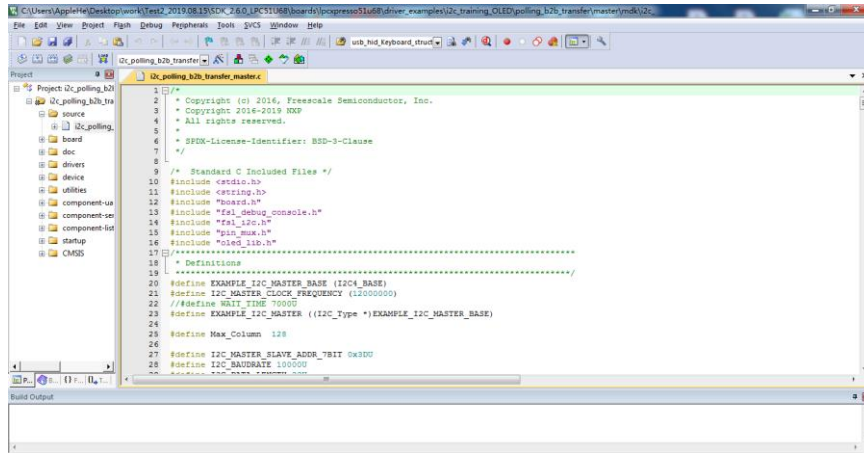 C:\Users\AppleHe\Desktop\work\Test2_2019.08.15\SDK_2.6.0_LPC51U68\boards\lpcxpresso51u68\driver_examples\i2c_training_OLED\polling_b2b_transfer\master\mdk\i2c_
File Edit View Project Flash Debug Peripherals Tools SVCS Window Help
usb_hid_Keyboard_struct
i2c_polling_b2b_transfer
Project
i2c_polling_b2b_transfer_master.c
Project: i2c_polling_b2l
i2c_polling_b2b_tra
source
i2c_polling_
board
doc
drivers
device
utilities
component-ua
component-ser
component-list
startup
CMSIS
1 /*
2 * Copyright (c) 2016, Freescale Semiconductor, Inc.
3 * Copyright 2016-2019 NXP
4 * All rights reserved.
5 *
6 * SPDX-License-Identifier: BSD-3-Clause
7 */
8
9 /* Standard C Included Files */
10 #include <stdio.h>
11 #include <string.h>
12 #include "board.h"
13 #include "fsl_debug_console.h"
14 #include "fsl_i2c.h"
15 #include "pin_mux.h"
16 #include "oled_lib.h"
17 /*******************************************************************************
18 * Definitions
19 ******************************************************************************/
20 #define EXAMPLE_I2C_MASTER_BASE (I2C4_BASE)
21 #define I2C_MASTER_CLOCK_FREQUENCY (12000000)
22 //#define WAIT_TIME 7000U
23 #define EXAMPLE_I2C_MASTER ((I2C_Type *)EXAMPLE_I2C_MASTER_BASE)
24
25 #define Max_Column 128
26
27 #define I2C_MASTER_SLAVE_ADDR_7BIT 0x3DU
28 #define I2C_BAUDRATE 10000U
P... B... {} F... T...
Build Output